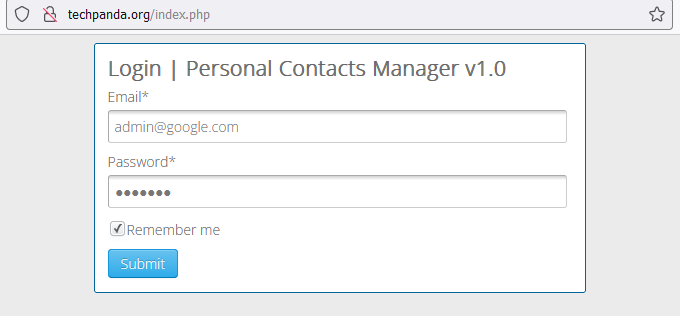 techpanda.org/index.php
Login | Personal Contacts Manager v1.0
Email*
admin@google.com
Password*
•••••••
Remember me
Submit